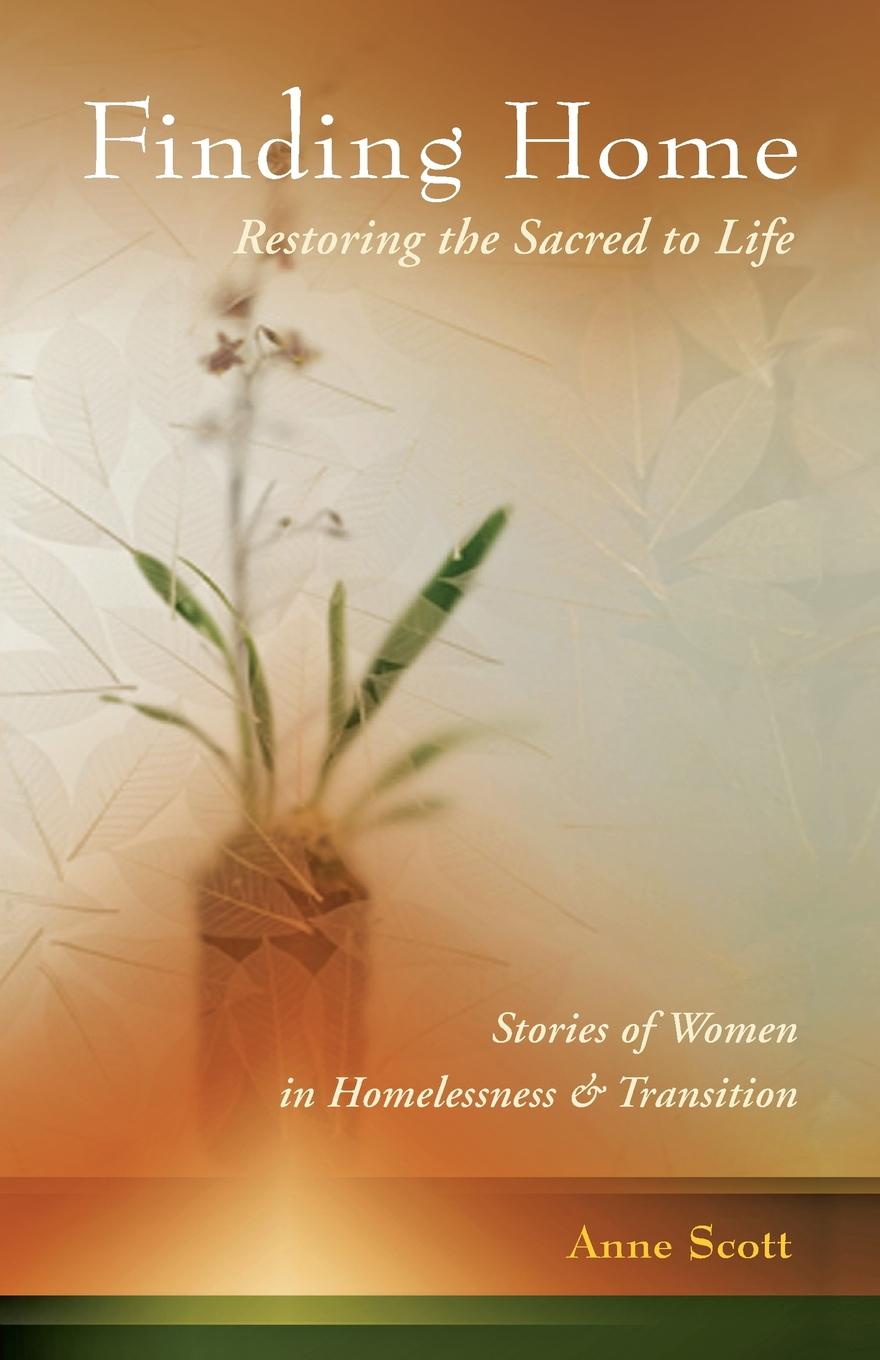 Finding Home
Restoring the Sacred to Life
Stories of Women
in Homelessness & Transition
Anne Scott